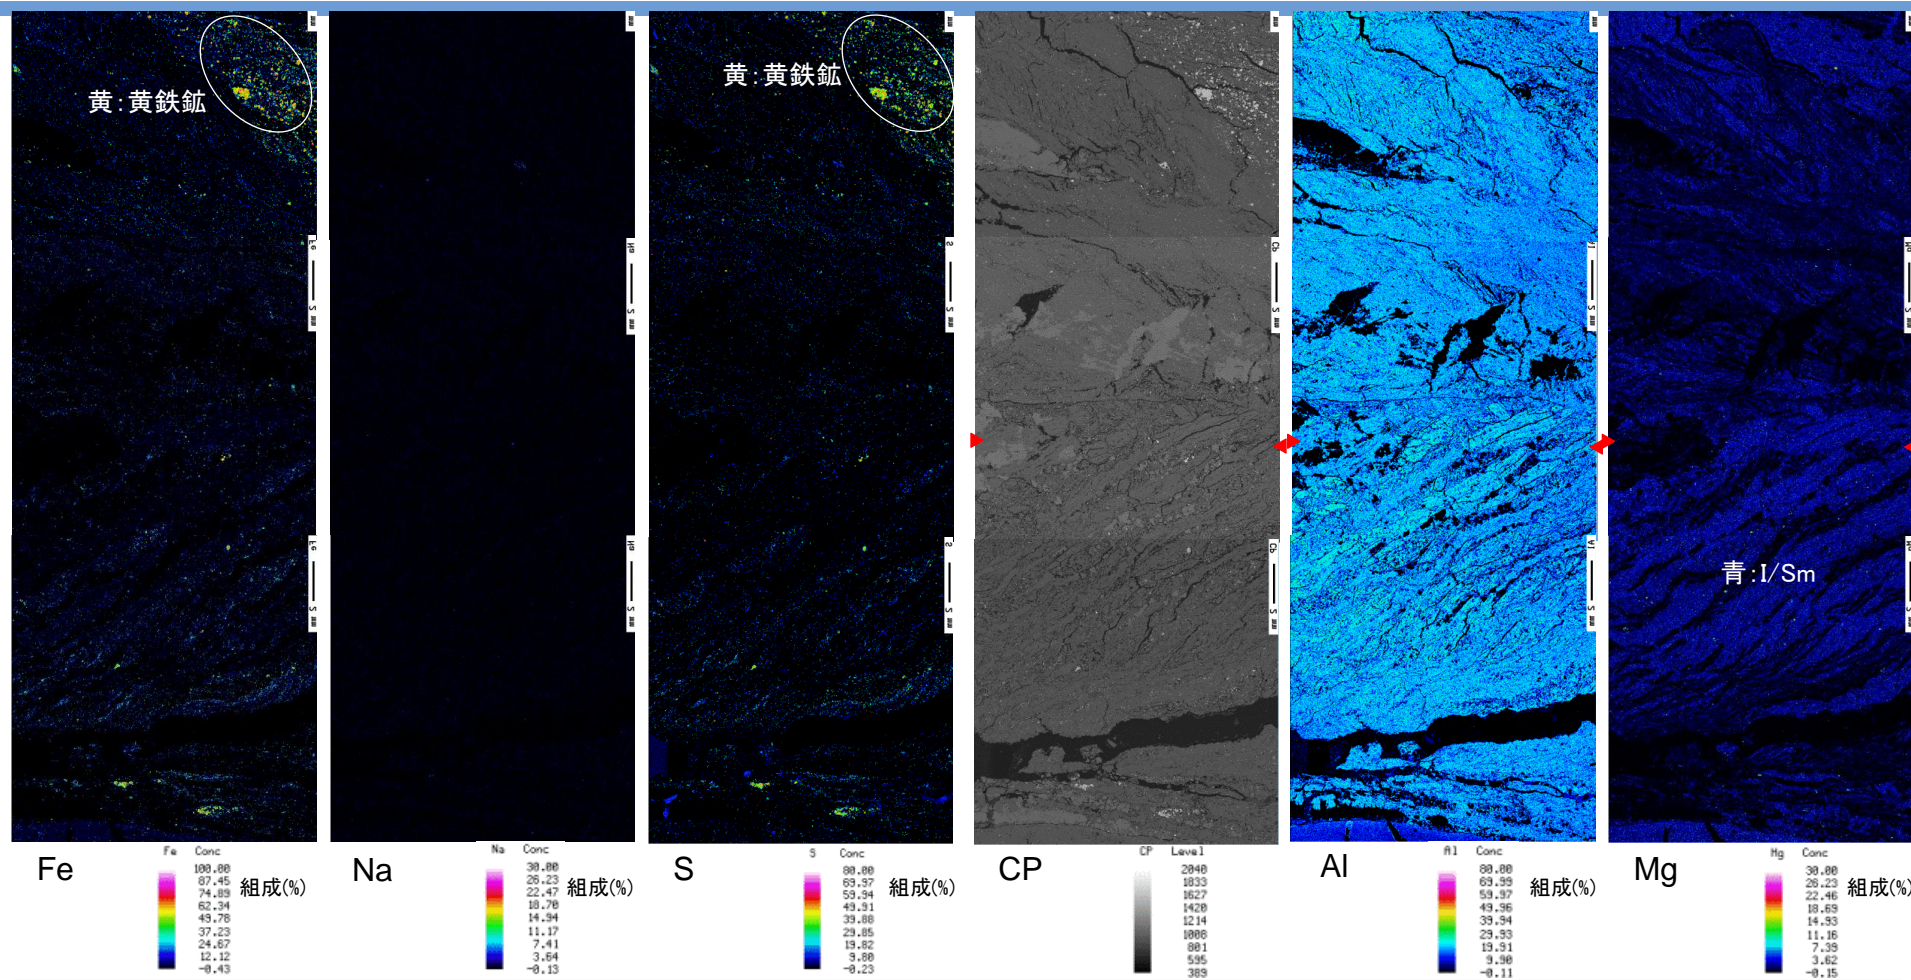 黄:黄鉄鉱
黄:黄鉄鉱
青:I/Sm
Fe
Fe Conc
100.00
87.45
74.89
62.34
49.78
37.23
24.67
12.12
-0.43
組成(%)
Na
Na Conc
30.00
26.23
22.47
18.70
14.94
11.17
7.41
3.64
-0.13
組成(%)
S
S Conc
80.00
69.97
59.94
49.91
39.88
29.85
19.82
9.80
-0.23
組成(%)
CP
CP Level
2040
1833
1627
1420
1214
1008
801
595
389
Al
Al Conc
80.00
69.99
59.97
49.96
39.94
29.93
19.91
9.90
-0.11
組成(%)
Mg
Mg Conc
30.00
26.23
22.46
18.69
14.93
11.16
7.39
3.62
-0.15
組成(%)